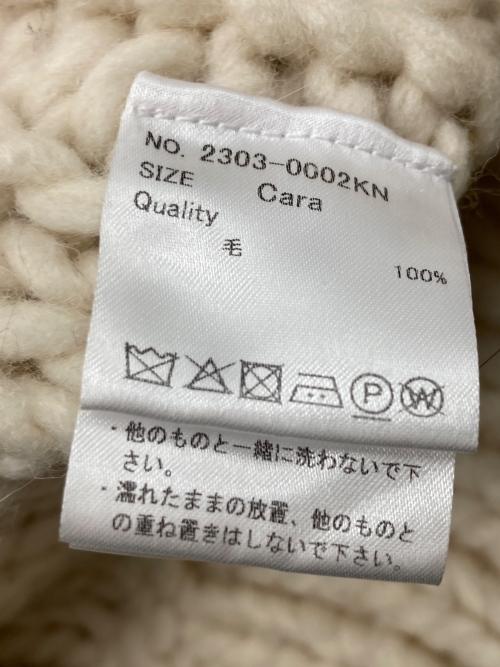 NO. 2303-0002KN
SIZE Cara
Quality
毛 100%
P W
・他のものと一緒に洗わないで下
さい。
・濡れたままの放置、他のものと
の重ね置きはしないで下さい。